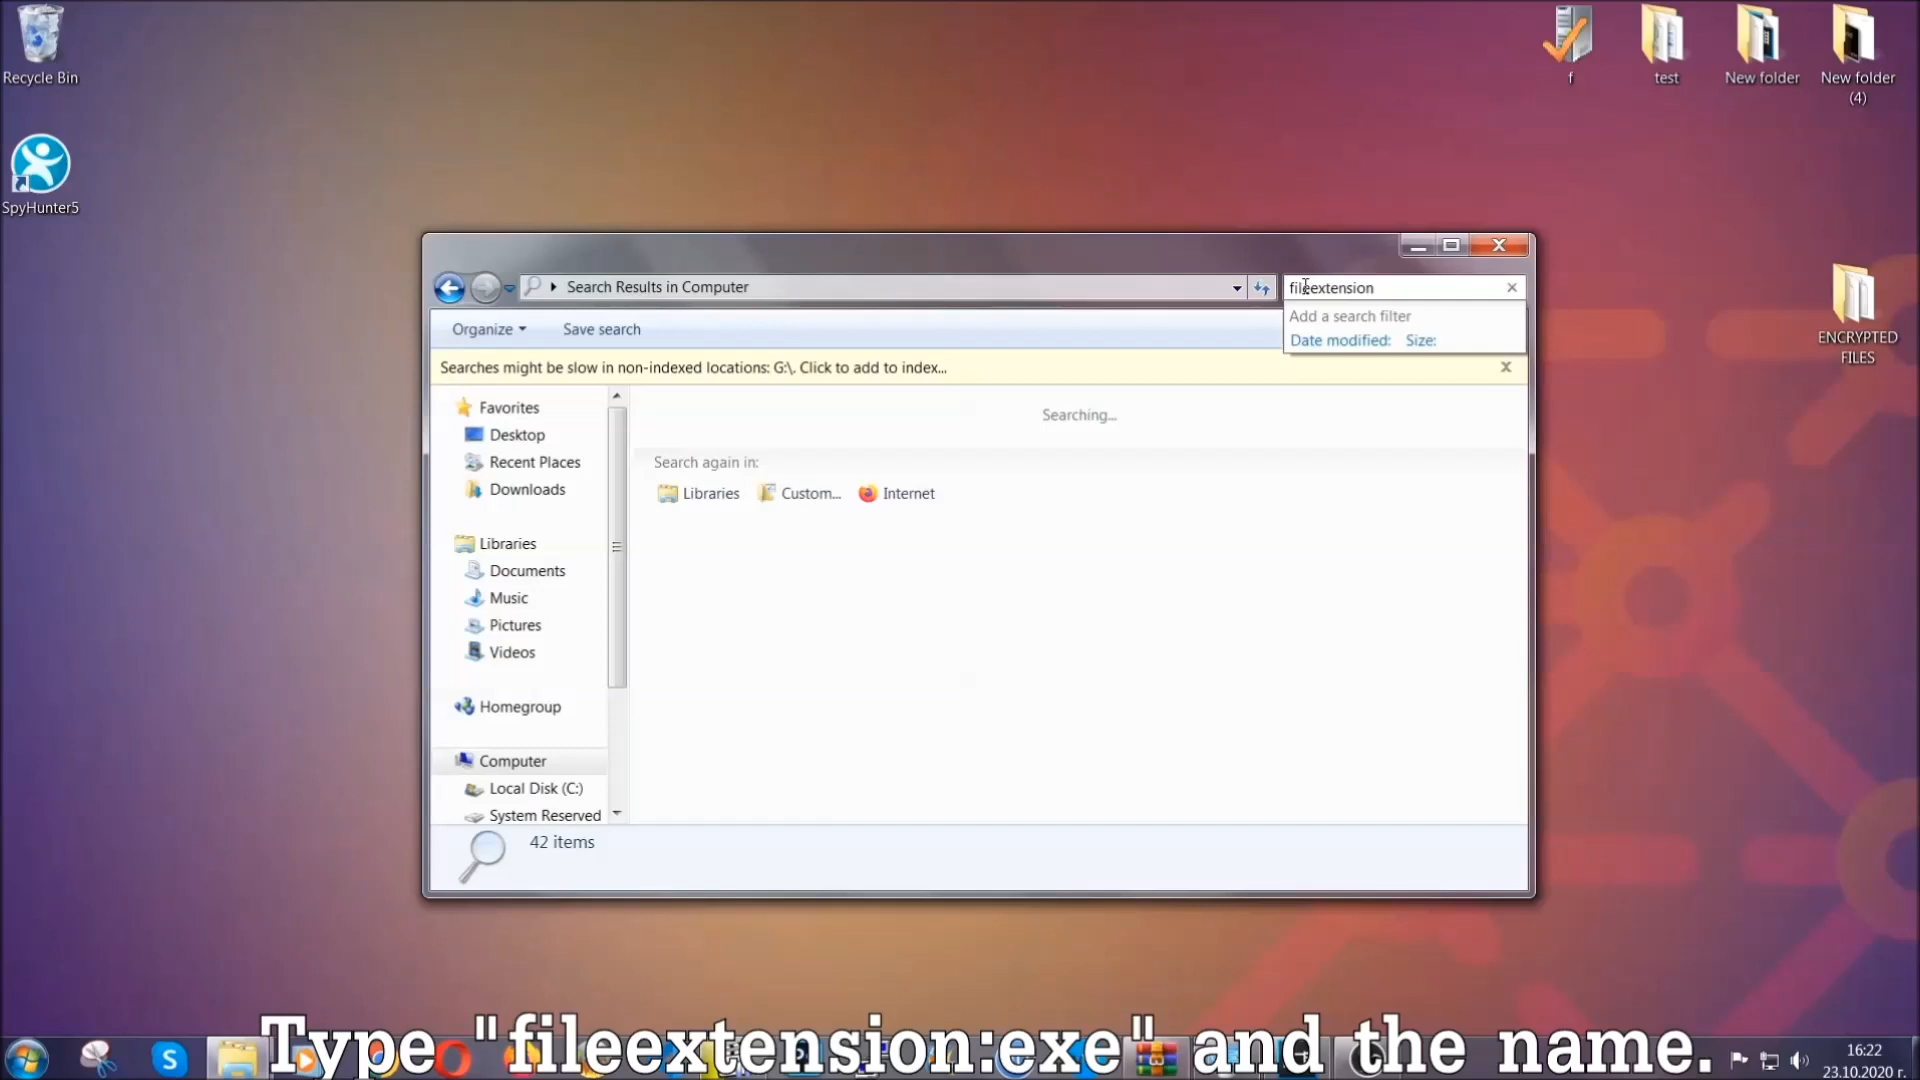 Recycle Bin
SpyHunter5
f
test
New folder
New folder
(4)
ENCRYPTED
FILES
Search Results in Computer
fileextension
Add a search filter
Date modified: Size:
Organize
Save search
Searches might be slow in non-indexed locations: G:\. Click to add to index...
Favorites
Desktop
Recent Places
Downloads
Libraries
Documents
Music
Pictures
Videos
Homegroup
Computer
Local Disk (C:)
System Reserved
Searching...
Search again in:
Libraries
Custom...
Internet
42 items
Type "fileextension:exe" and the name.
16:22
23.10.2020 г.